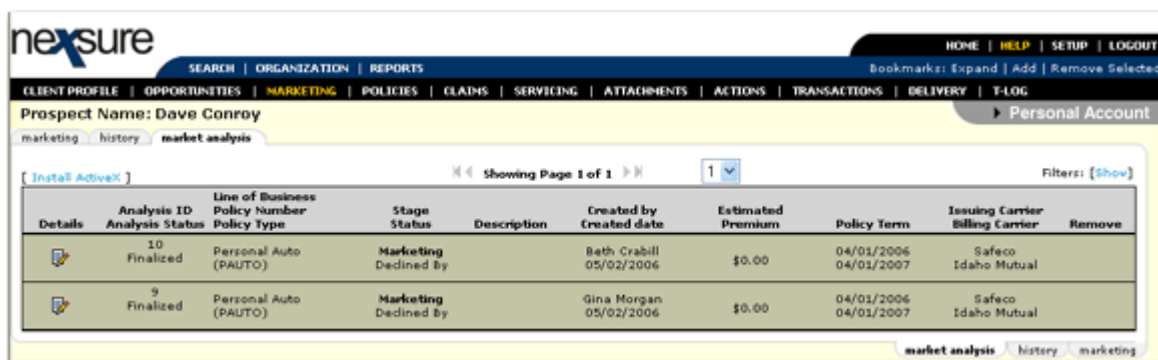 nexsure
HOME | HELP | SETUP | LOGOUT
SEARCH | ORGANIZATION | REPORTS
Bookmarks: Expand | Add | Remove Selected
CLIENT PROFILE | OPPORTUNITIES | MARKETING | POLICIES | CLAIMS | SERVICING | ATTACHMENTS | ACTIONS | TRANSACTIONS | DELIVERY | T-LOG
Prospect Name: Dave Conroy
Personal Account
marketing history market analysis
[ Install ActiveX ] Showing Page 1 of 1 1 Filters: [Show]
Details
Analysis ID
Analysis Status
Line of Business
Policy Number
Policy Type
Stage
Status
Description
Created by
Created date
Estimated
Premium
Policy Term
Issuing Carrier
Billing Carrier
Remove
10
Finalized
Personal Auto
(PAUTO)
Marketing
Declined By
Beth Crabill
05/02/2006
$0.00
04/01/2006
04/01/2007
Safeco
Idaho Mutual
9
Finalized
Personal Auto
(PAUTO)
Marketing
Declined By
Gina Morgan
05/02/2006
$0.00
04/01/2006
04/01/2007
Safeco
Idaho Mutual
market analysis history marketing